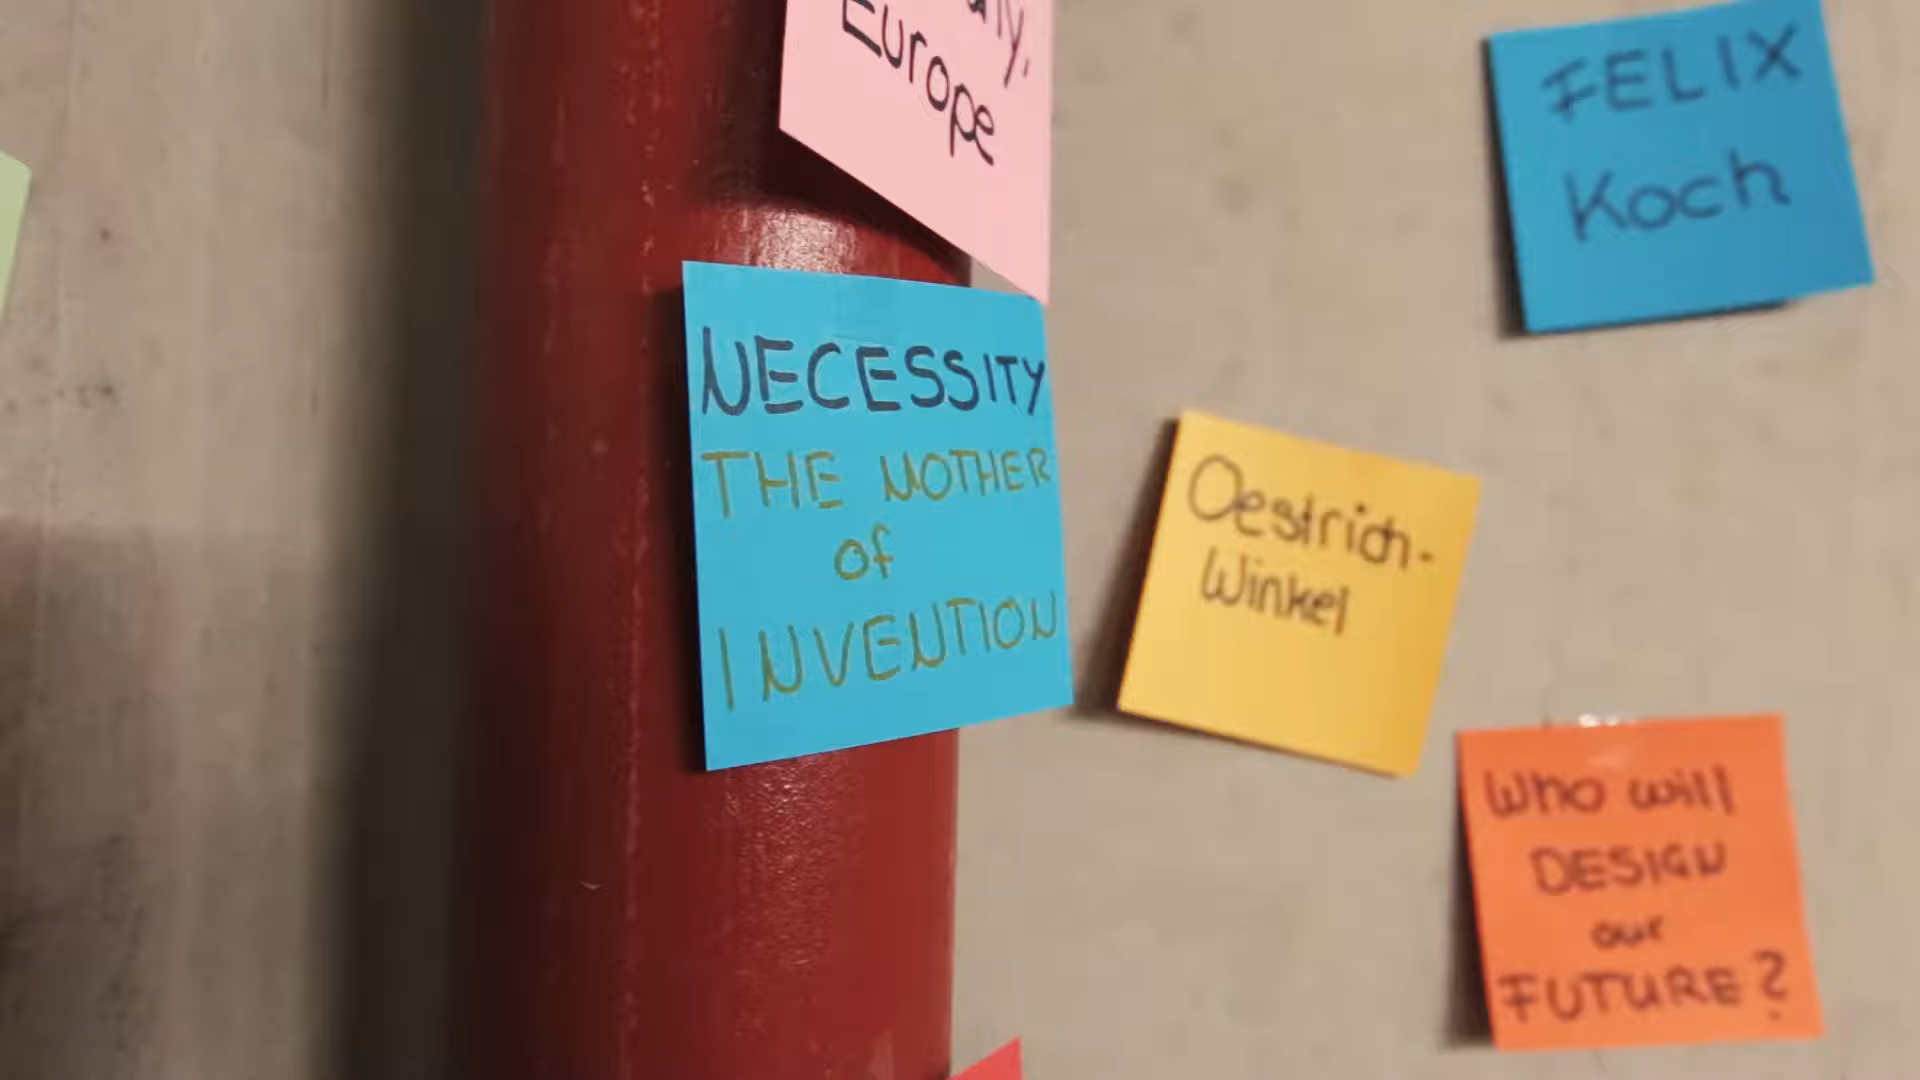 Europe
FELIX
Koch
NECESSITY
THE MOTHER
of
INVENTION
Oestrich-
Winkel
Who will
DESIGN
our
FUTURE?